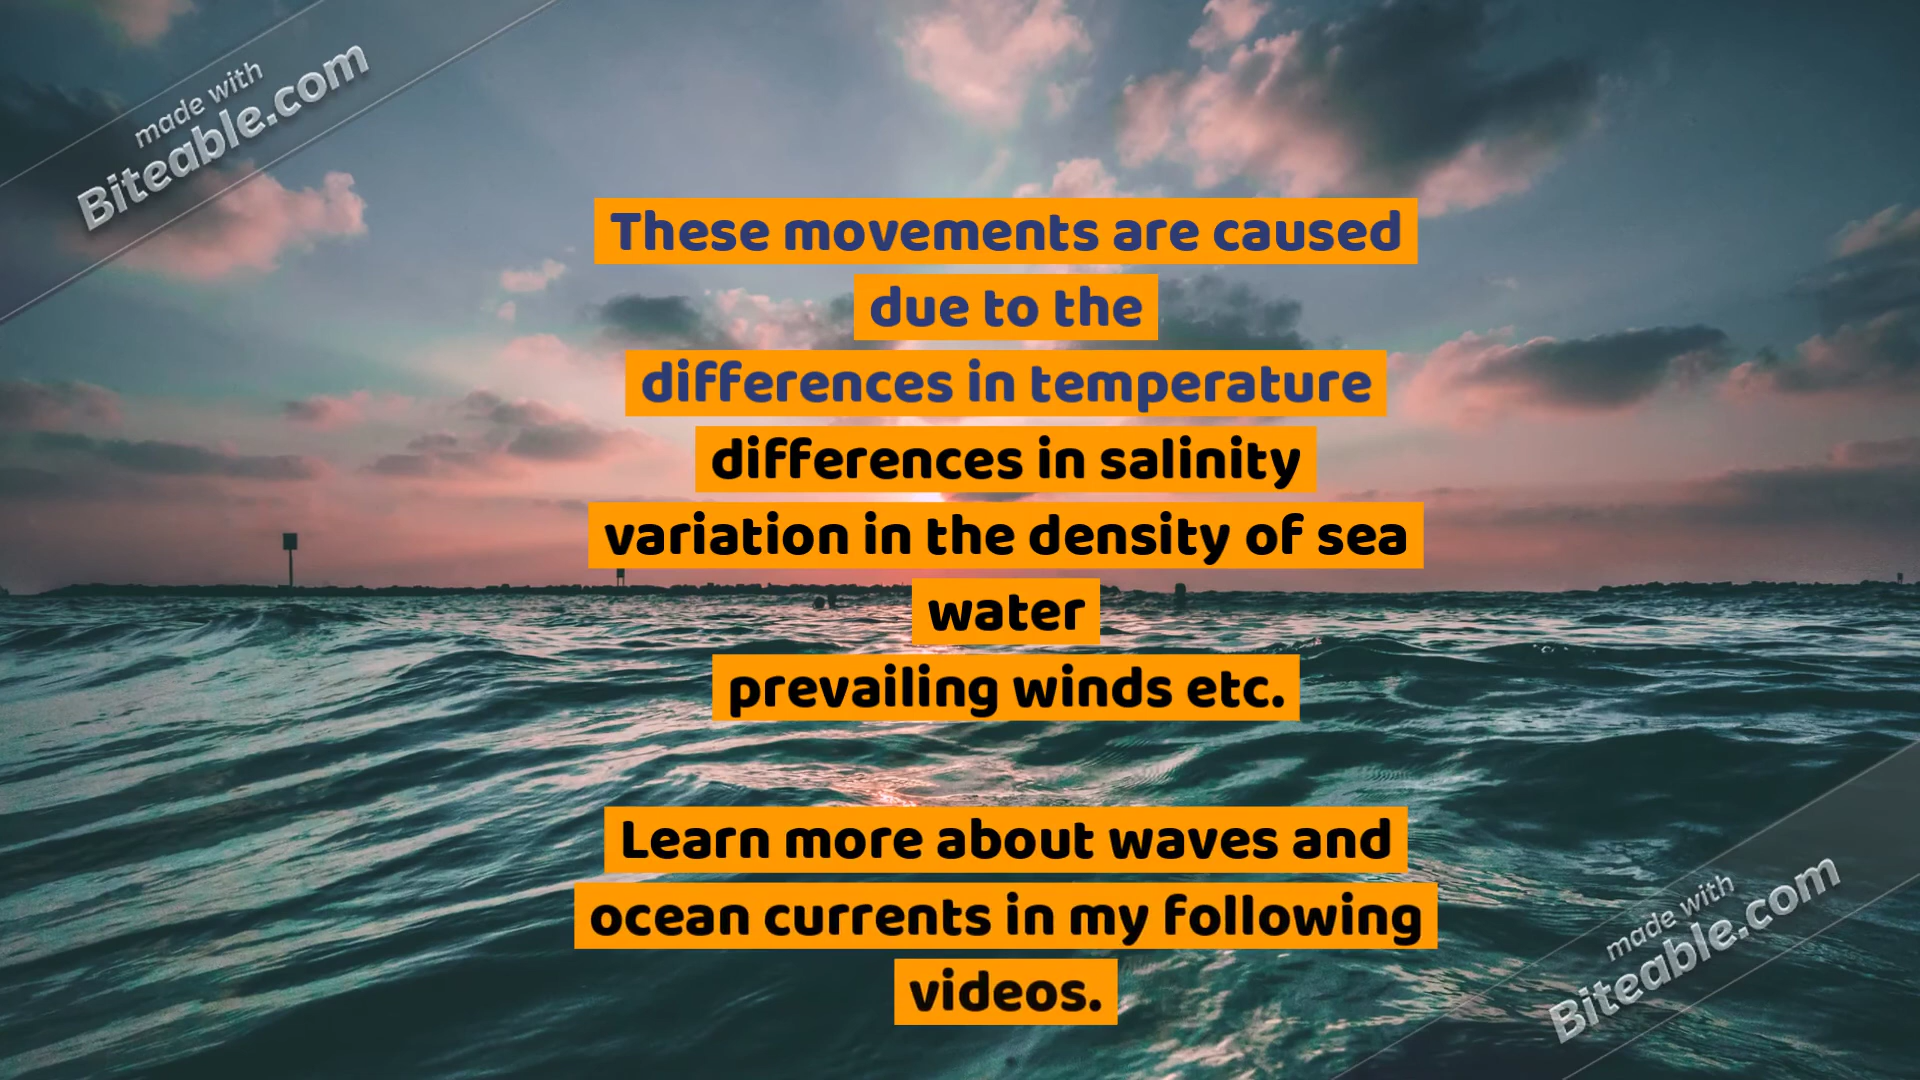 made with
Biteable.com
These movements are caused
due to the
differences in temperature
differences in salinity
variation in the density of sea
water
prevailing winds etc.
Learn more about waves and
ocean currents in my following
videos.
made with
Biteable.com